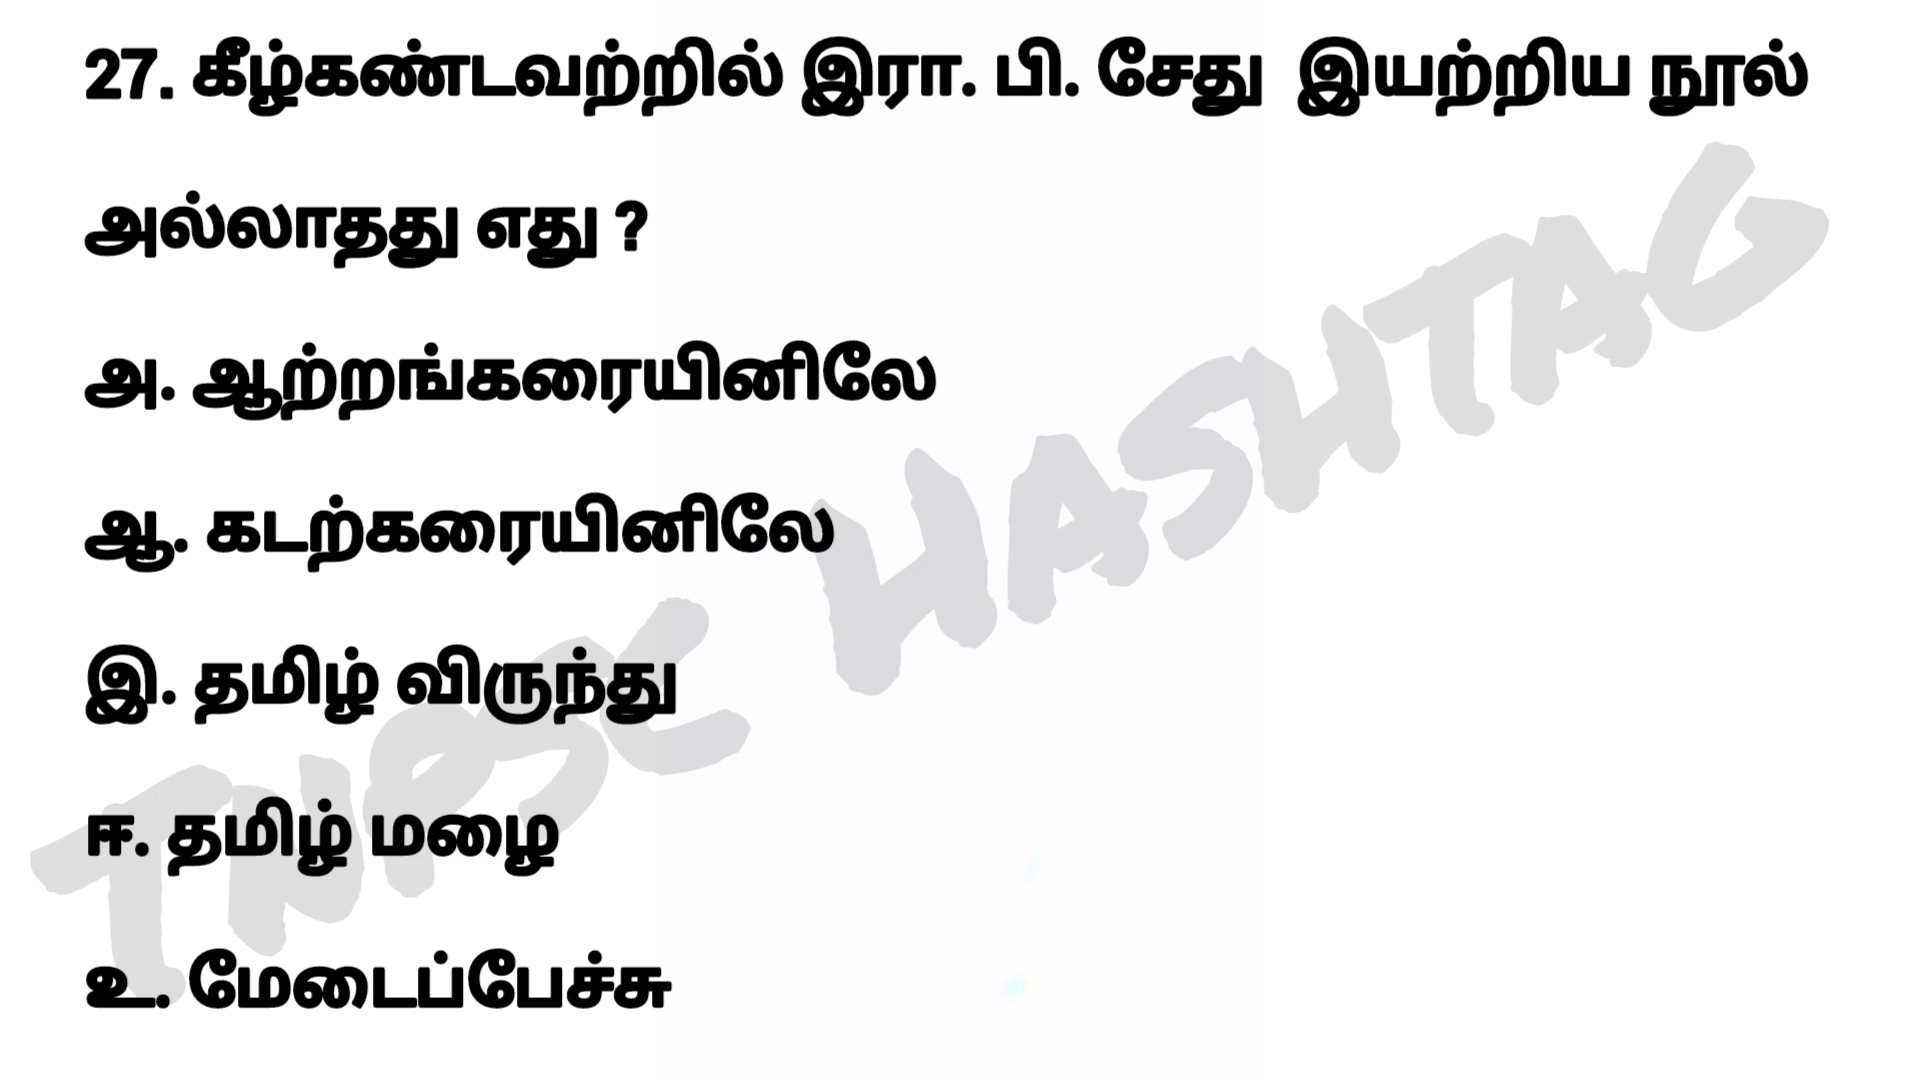 27. கீழ்கண்டவற்றில் இரா. பி. சேது இயற்றிய நூல்
அல்லாதது எது ?
அ. ஆற்றங்கரையினிலே
ஆ. கடற்கரையினிலே
இ. தமிழ் விருந்து
ஈ. தமிழ் மழை
உ. மேடைப்பேச்சு
TNPSC HASHTAG